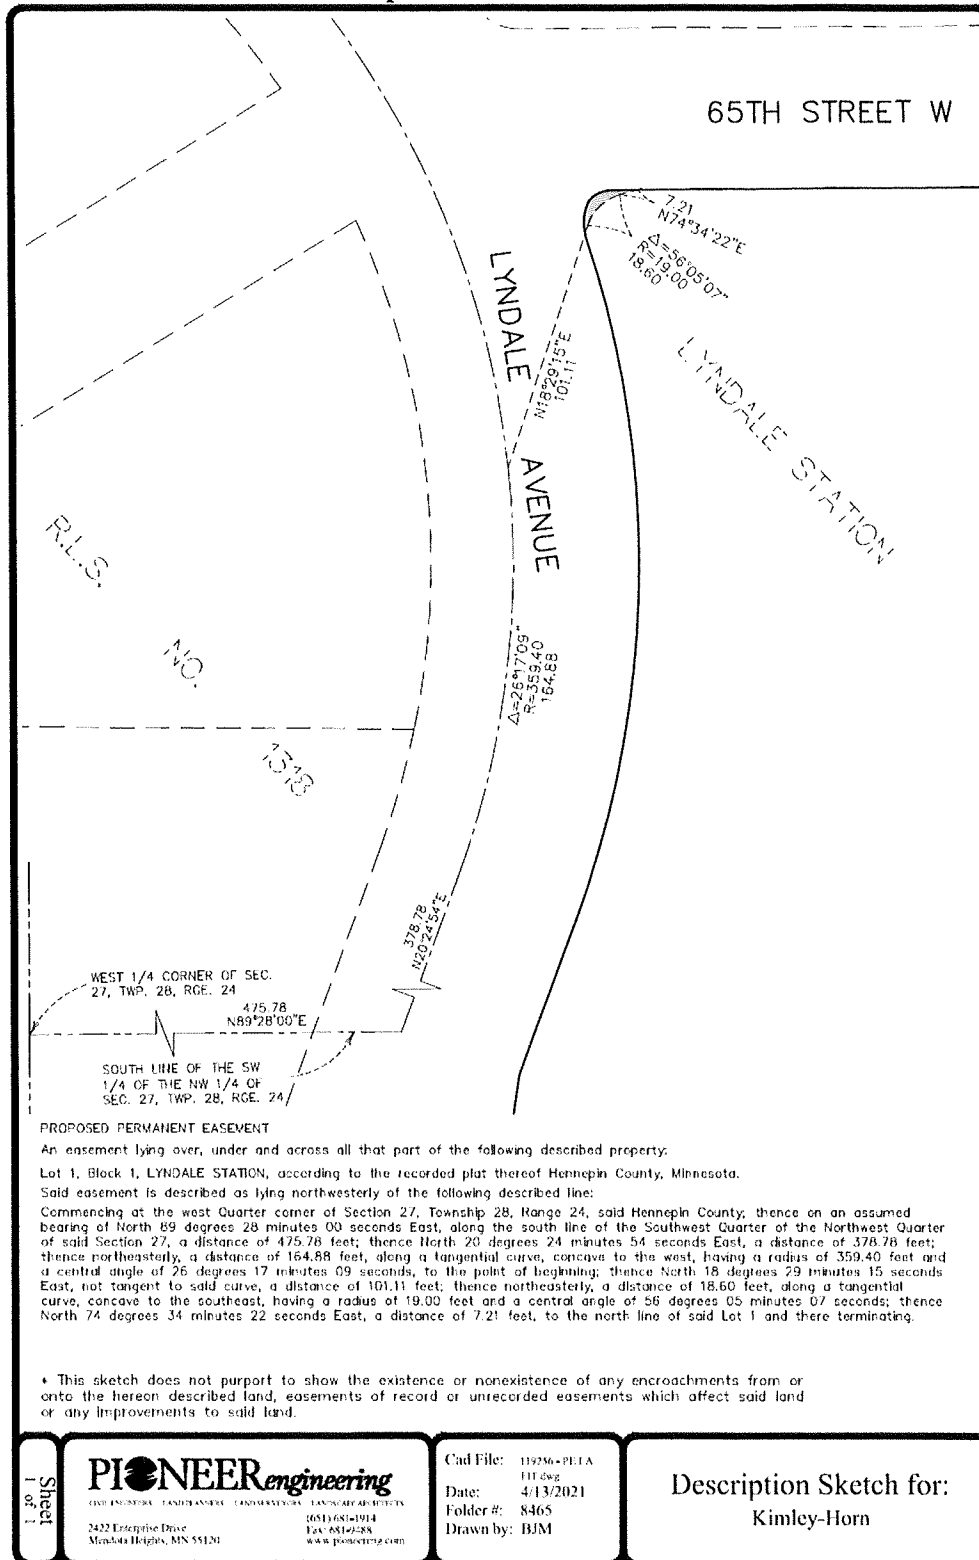 65TH STREET W
7.21
N74°34'22"E
Δ=56°05'07"
R=19.00
18.60
LYNDALE AVENUE
N18°29'15"E
101.11
LYNDALE STATION
R.L.S.
NO.
1318
Δ=26°17'09"
R=359.40
164.88
378.78
N20°24'54"E
WEST 1/4 CORNER OF SEC.
27, TWP. 28, RGE. 24
475.78
N89°28'00"E
SOUTH LINE OF THE SW
1/4 OF THE NW 1/4 OF
SEC. 27, TWP. 28, RGE. 24
PROPOSED PERMANENT EASEMENT
An easement lying over, under and across all that part of the following described property:
Lot 1, Block 1, LYNDALE STATION, according to the recorded plat thereof Hennepin County, Minnesota.
Said easement is described as lying northwesterly of the following described line:
Commencing at the west Quarter corner of Section 27, Township 28, Range 24, said Hennepin County; thence on an assumed
bearing of North 89 degrees 28 minutes 00 seconds East, along the south line of the Southwest Quarter of the Northwest Quarter
of said Section 27, a distance of 475.78 feet; thence North 20 degrees 24 minutes 54 seconds East, a distance of 378.78 feet;
thence northeasterly, a distance of 164.88 feet, along a tangential curve, concave to the west, having a radius of 359.40 feet and
a central angle of 26 degrees 17 minutes 09 seconds, to the point of beginning; thence North 18 degrees 29 minutes 15 seconds
East, not tangent to said curve, a distance of 101.11 feet; thence northeasterly, a distance of 18.60 feet, along a tangential
curve, concave to the southeast, having a radius of 19.00 feet and a central angle of 56 degrees 05 minutes 07 seconds; thence
North 74 degrees 34 minutes 22 seconds East, a distance of 7.21 feet, to the north line of said Lot 1 and there terminating.
* This sketch does not purport to show the existence or nonexistence of any encroachments from or
onto the hereon described land, easements of record or unrecorded easements which affect said land
or any improvements to said land.
Sheet
1 of 1
PIONEERengineering
CIVIL ENGINEERS LAND PLANNERS LAND SURVEYORS LANDSCAPE ARCHITECTS
2422 Enterprise Drive
Mendota Heights, MN 55120
(651) 681-1914
Fax: 681-9488
www.pioneereng.com
Cad File:
Date: 4/13/2021
Folder #: 8465
Drawn by: BJM
Description Sketch for:
Kimley-Horn